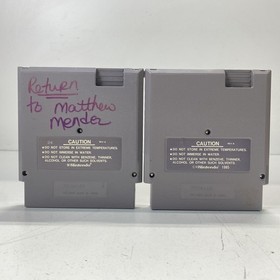 Return
to Matthew
Mender
CAUTION
•DO NOT STORE IN EXTREME TEMPERATURES.
•DO NOT IMMERSE IN WATER.
•DO NOT CLEAN WITH BENZENE, THINNER,
ALCOHOL OR OTHER SUCH SOLVENTS.
Nintendo
CAUTION
•DO NOT STORE IN EXTREME TEMPERATURES.
•DO NOT IMMERSE IN WATER.
•DO NOT CLEAN WITH BENZENE, THINNER,
ALCOHOL OR OTHER SUCH SOLVENTS.
Nintendo 1985